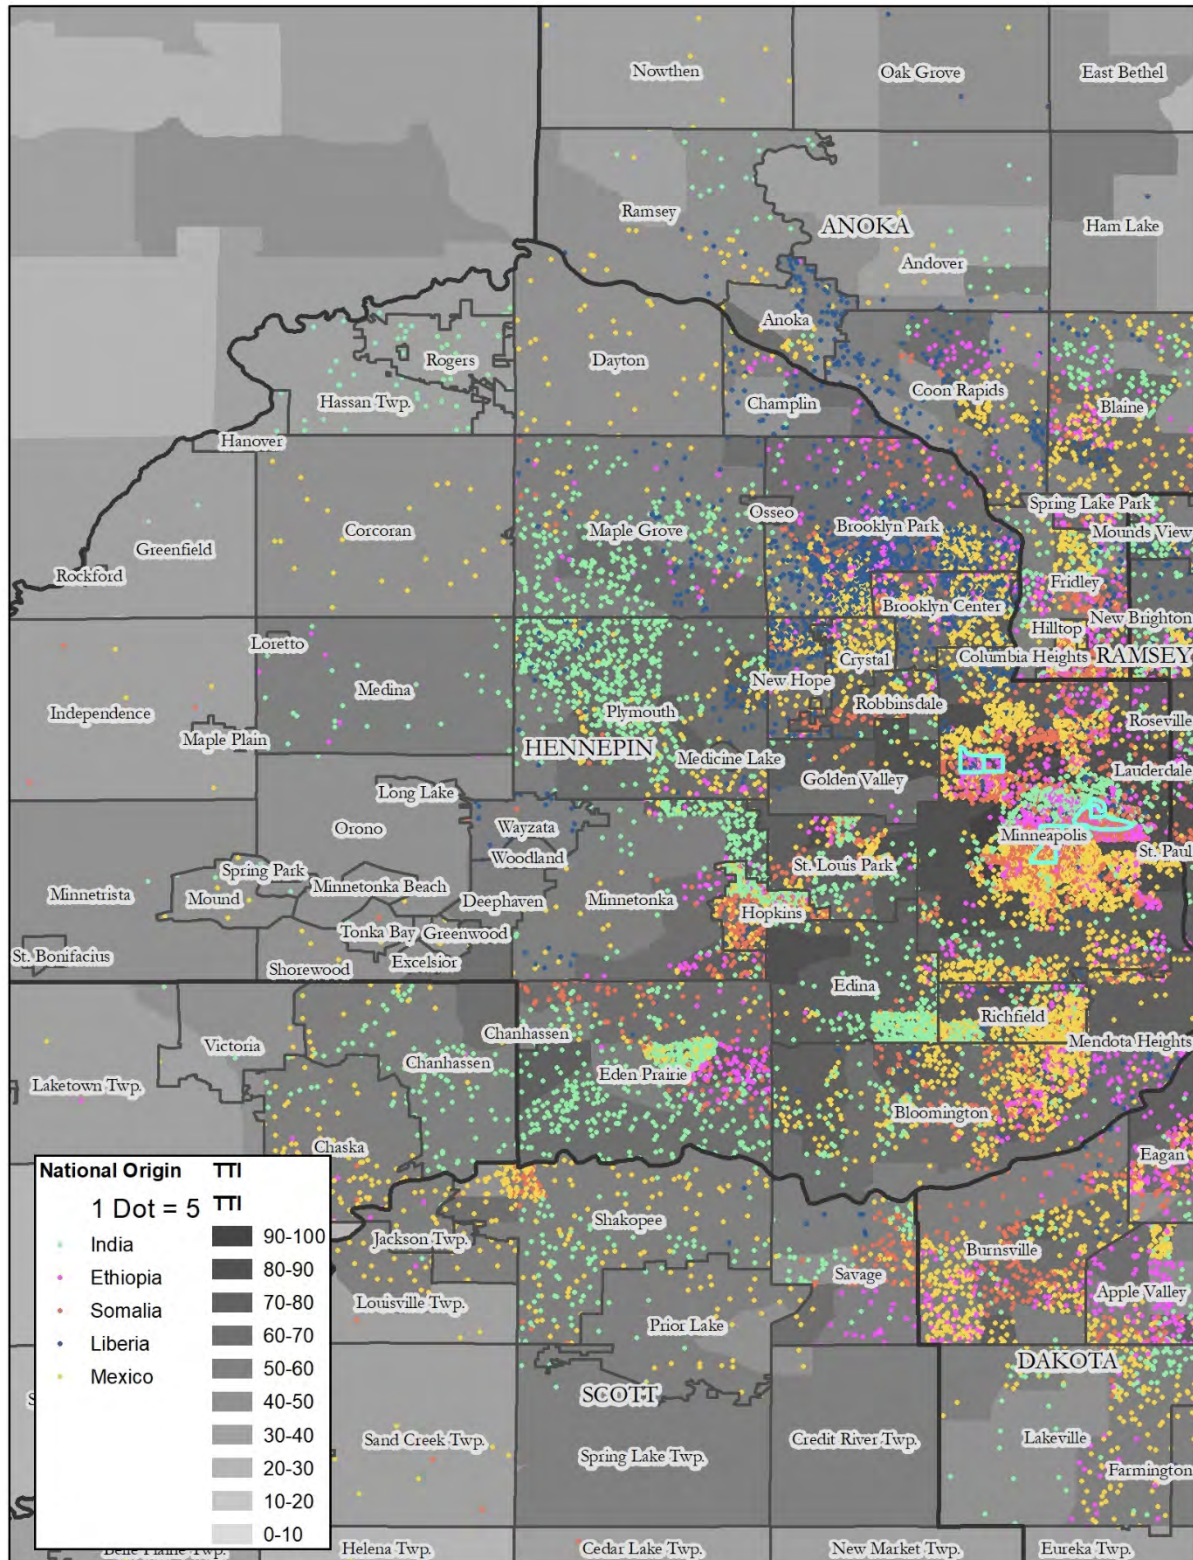 Nowthen
Oak Grove
East Bethel
Ramsey
ANOKA
Ham Lake
Andover
Anoka
Rogers
Dayton
Coon Rapids
Hassan Twp.
Champlin
Blaine
Hanover
Spring Lake Park
Osseo
Brooklyn Park
Corcoran
Maple Grove
Mounds View
Greenfield
Rockford
Fridley
Brooklyn Center
New Brighton
Hilltop
Loretto
Crystal
Columbia Heights
RAMSEY
Medina
New Hope
Independence
Robbinsdale
Plymouth
Roseville
Maple Plain
HENNEPIN
Medicine Lake
Golden Valley
Lauderdale
Long Lake
Orono
Wayzata
Minneapolis
Woodland
St. Louis Park
St. Paul
Spring Park
Minnetonka Beach
Minnetrista
Mound
Deephaven
Minnetonka
Hopkins
Tonka Bay
Greenwood
St. Bonifacius
Excelsior
Shorewood
Edina
Richfield
Chanhassen
Victoria
Mendota Heights
Chanhassen
Eden Prairie
Laketown Twp.
Bloomington
Chaska
Eagan
National Origin TTI
1 Dot = 5 TTI
India
Ethiopia
Somalia
Liberia
Mexico
90-100
80-90
70-80
60-70
50-60
40-50
30-40
20-30
10-20
0-10
Shakopee
Jackson Twp.
Burnsville
Savage
Apple Valley
Louisville Twp.
Prior Lake
DAKOTA
SCOTT
Sand Creek Twp.
Credit River Twp.
Lakeville
Spring Lake Twp.
Farmington
Belle Plaine Twp.
Helena Twp.
Cedar Lake Twp.
New Market Twp.
Eureka Twp.